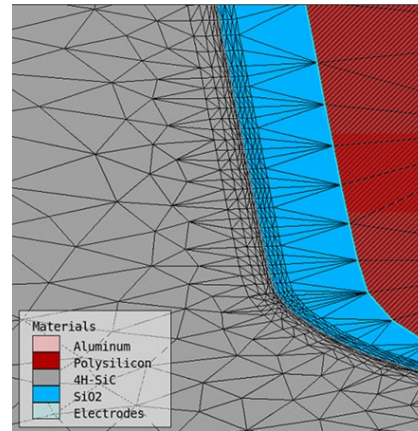 Materials
Aluminum
Polysilicon
4H-SiC
SiO2
Electrodes